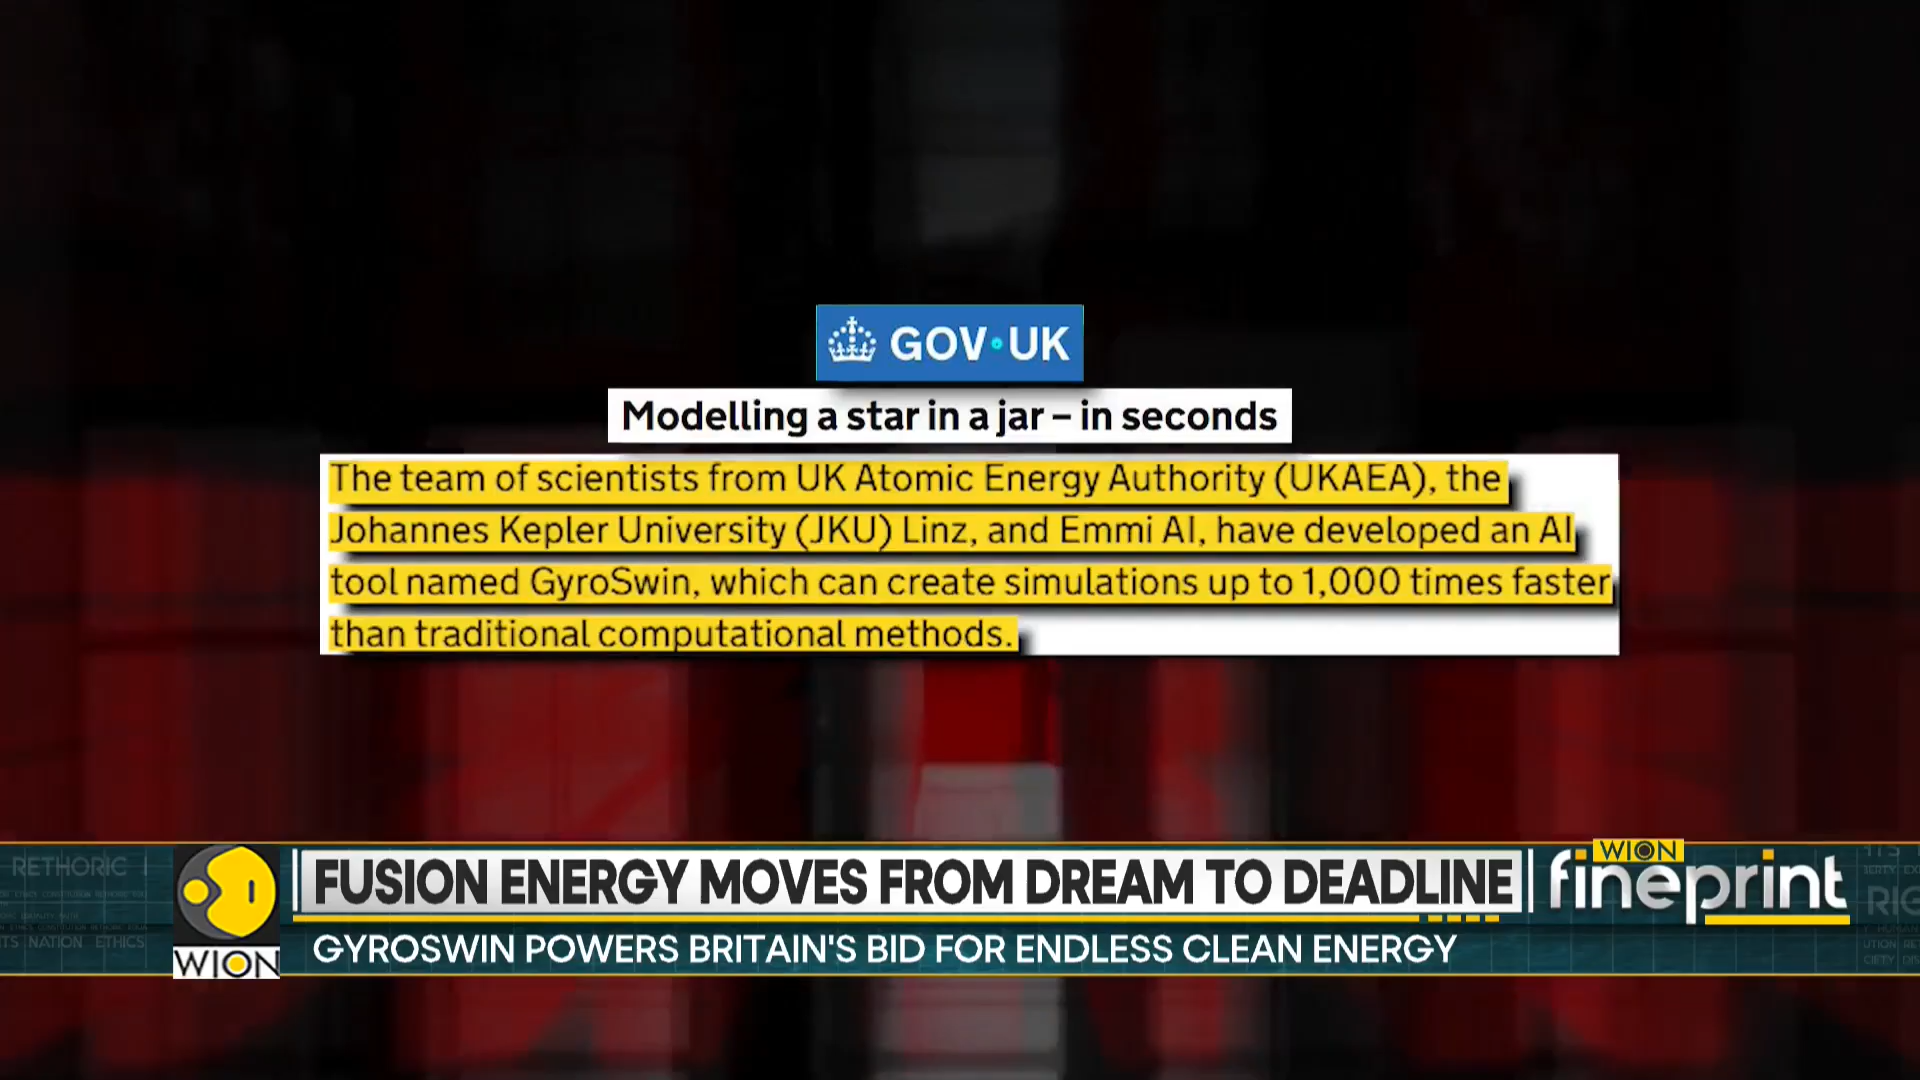 GOV·UK
Modelling a star in a jar – in seconds
The team of scientists from UK Atomic Energy Authority (UKAEA), the
Johannes Kepler University (JKU) Linz, and Emmi AI, have developed an AI
tool named GyroSwin, which can create simulations up to 1,000 times faster
than traditional computational methods.
RETHORIC
TS NATION ETHICS
WION
FUSION ENERGY MOVES FROM DREAM TO DEADLINE
GYROSWIN POWERS BRITAIN'S BID FOR ENDLESS CLEAN ENERGY
WION
fineprint